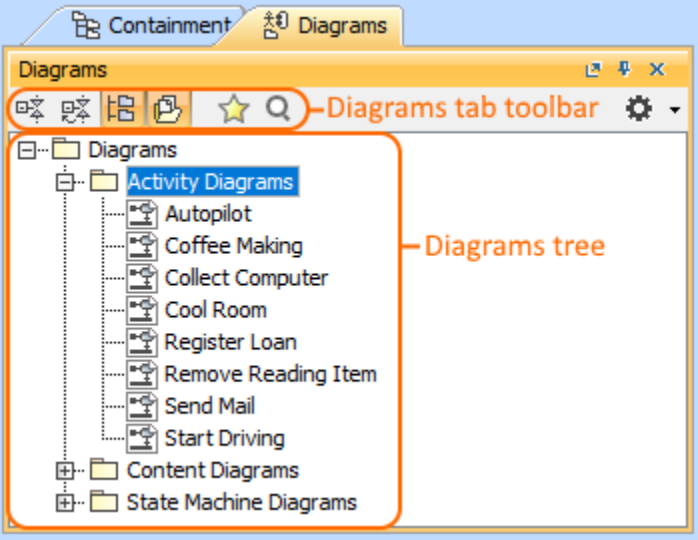 Containment Diagrams
Diagrams
Diagrams tab toolbar
Diagrams
Activity Diagrams
Autopilot
Coffee Making
Diagrams tree
Collect Computer
Cool Room
Register Loan
Remove Reading Item
Send Mail
Start Driving
Content Diagrams
State Machine Diagrams